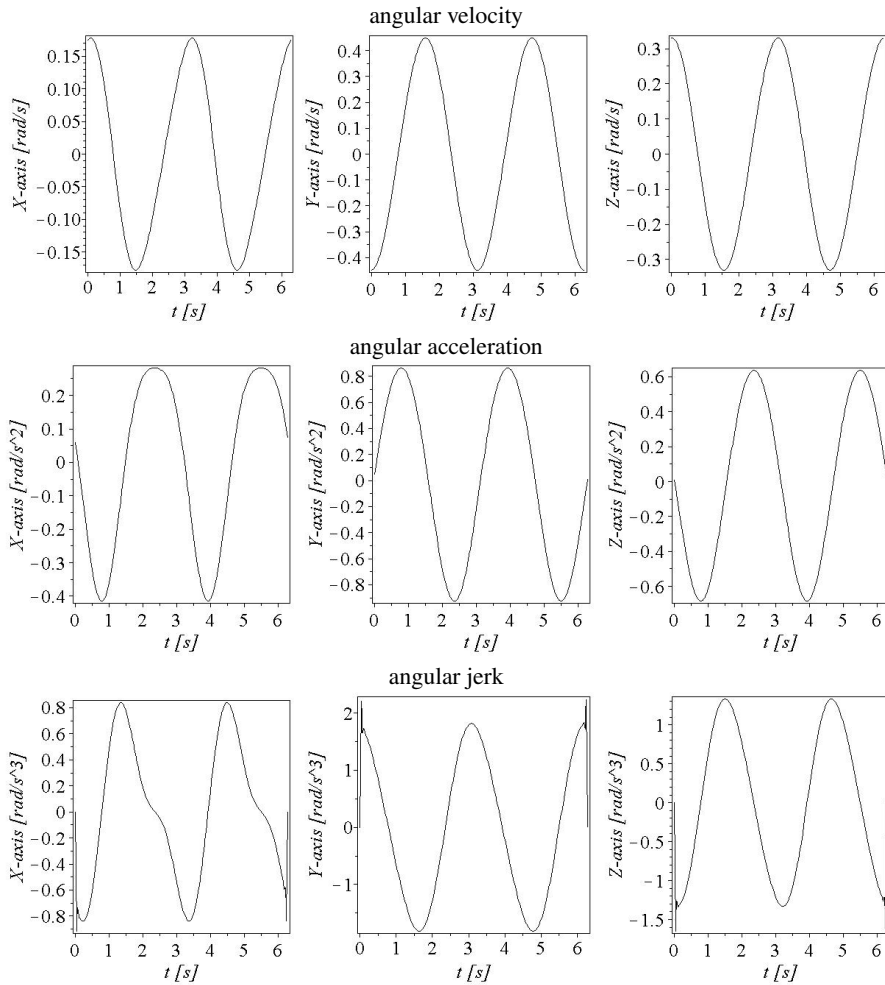 angular velocity
X-axis [rad/s]
0.15
0.10
0.05
0
−0.05
−0.10
−0.15
0 1 2 3 4 5 6
t [s]
Y-axis [rad/s]
0.4
0.3
0.2
0.1
0
−0.1
−0.2
−0.3
−0.4
0 1 2 3 4 5 6
t [s]
Z-axis [rad/s]
0.3
0.2
0.1
0
−0.1
−0.2
−0.3
0 1 2 3 4 5 6
t [s]
angular acceleration
X-axis [rad/s^2]
0.2
0.1
0
−0.1
−0.2
−0.3
−0.4
0 1 2 3 4 5 6
t [s]
Y-axis [rad/s^2]
0.8
0.6
0.4
0.2
0
−0.2
−0.4
−0.6
−0.8
0 1 2 3 4 5 6
t [s]
Z-axis [rad/s^2]
0.6
0.4
0.2
0
−0.2
−0.4
−0.6
0 1 2 3 4 5 6
t [s]
angular jerk
X-axis [rad/s^3]
0.8
0.6
0.4
0.2
0
−0.2
−0.4
−0.6
−0.8
0 1 2 3 4 5 6
t [s]
Y-axis [rad/s^3]
2
1
0
−1
0 1 2 3 4 5 6
t [s]
Z-axis [rad/s^3]
1
0.5
0
−0.5
−1
−1.5
0 1 2 3 4 5 6
t [s]